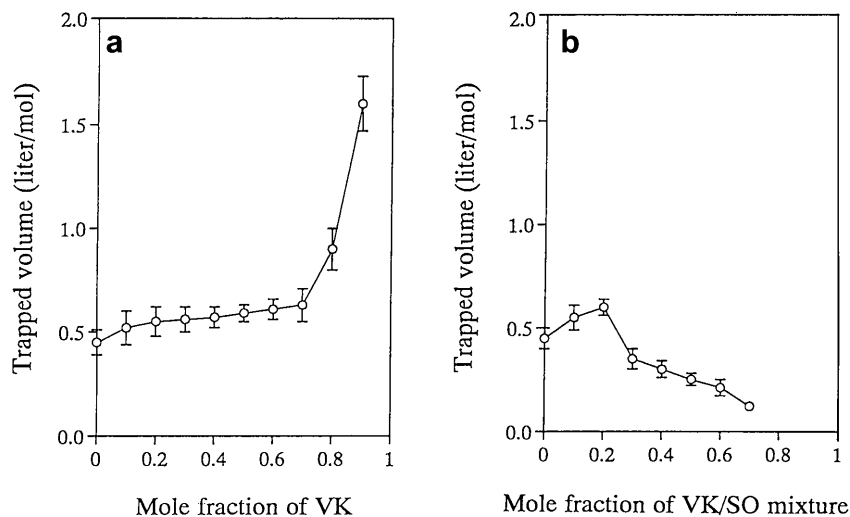 a
Trapped volume (liter/mol)
2.0
1.5
1.0
0.5
0.0
0 0.2 0.4 0.6 0.8 1
Mole fraction of VK
b
Trapped volume (liter/mol)
2.0
1.5
1.0
0.5
0.0
0 0.2 0.4 0.6 0.8 1
Mole fraction of VK/SO mixture